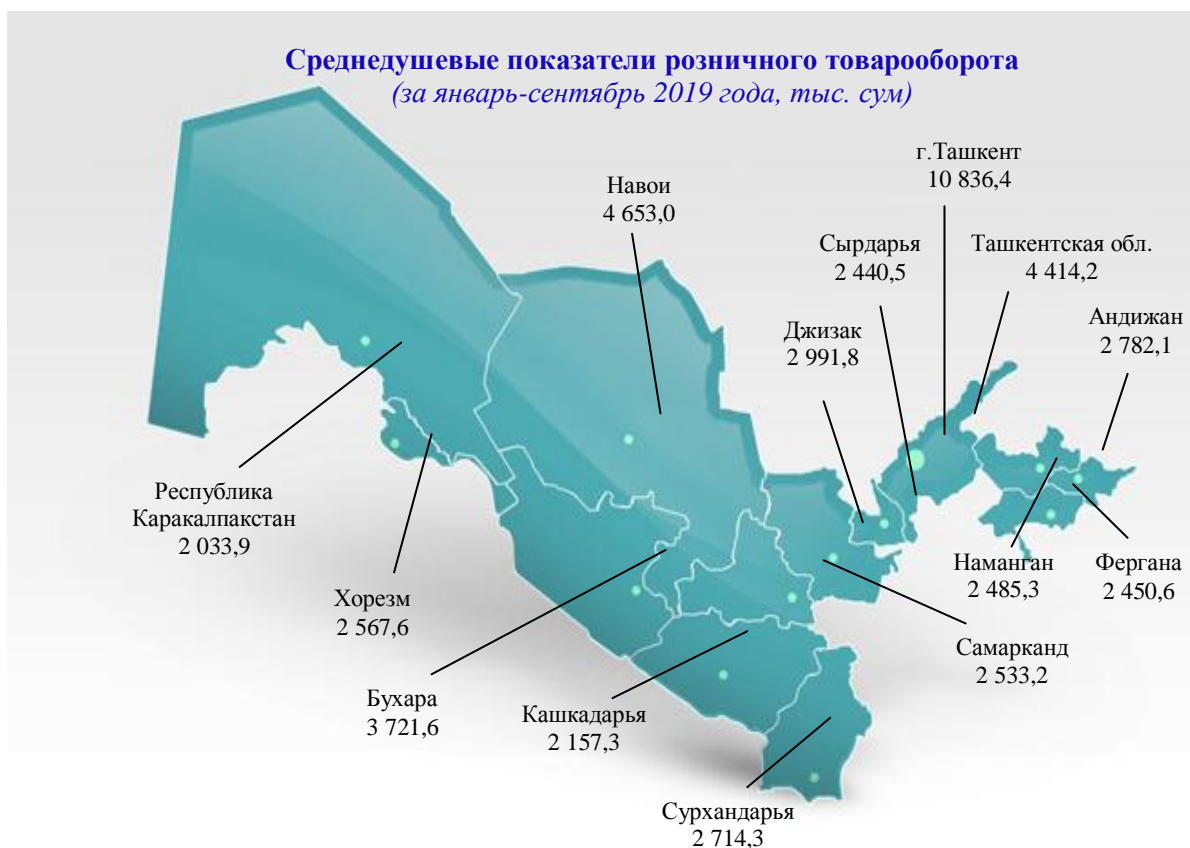 Среднедушевые показатели розничного товарооборота
(за январь-сентябрь 2019 года, тыс. сум)
г.Ташкент
10 836,4
Навои
4 653,0
Сырдарья
2 440,5
Ташкентская обл.
4 414,2
Джизак
2 991,8
Андижан
2 782,1
Республика
Каракалпакстан
2 033,9
Наманган
2 485,3
Фергана
2 450,6
Хорезм
2 567,6
Самарканд
2 533,2
Бухара
3 721,6
Кашкадарья
2 157,3
Сурхандарья
2 714,3